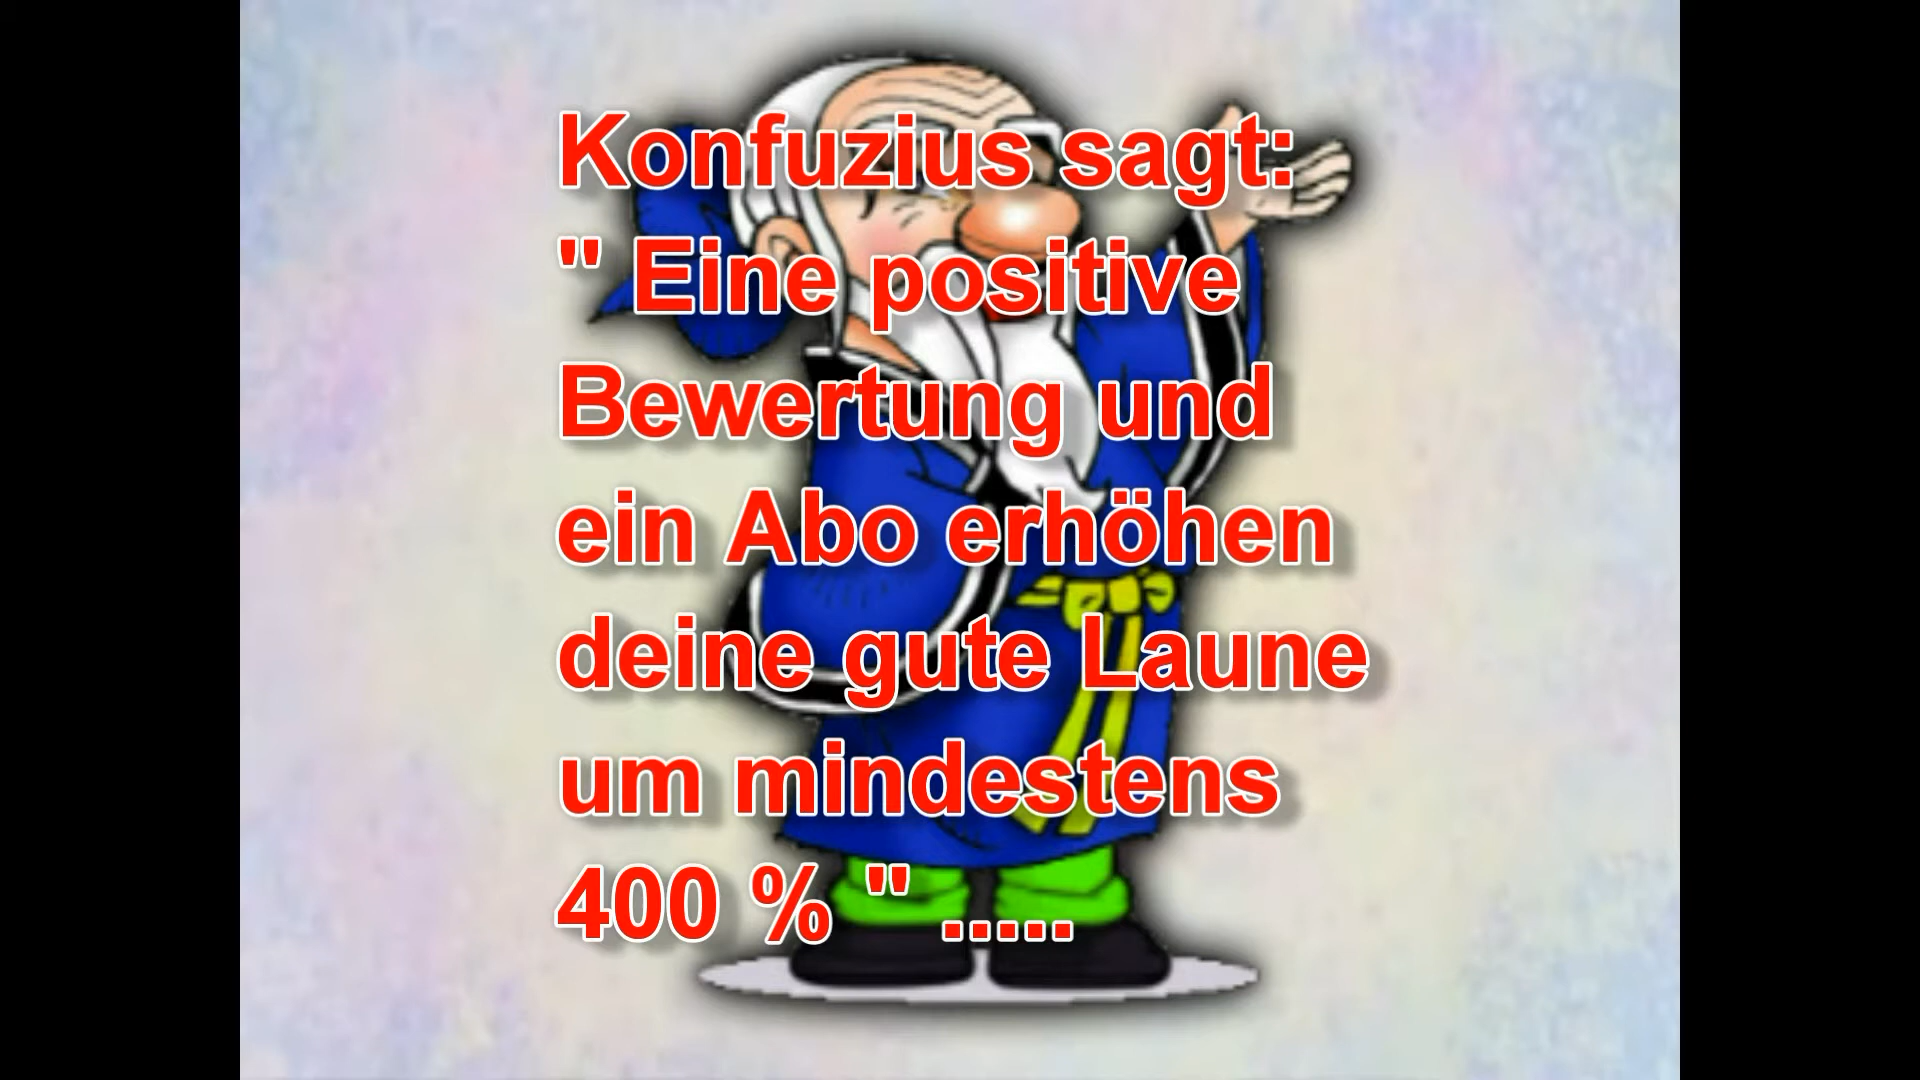 Konfuzius sagt:
" Eine positive
Bewertung und
ein Abo erhöhen
deine gute Laune
um mindestens
400 % " .....